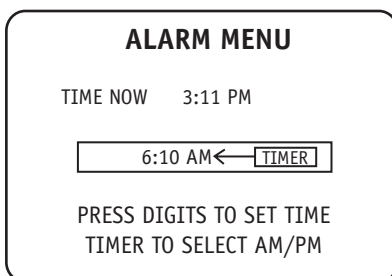 ALARM MENU
TIME NOW 3:11 PM
6:10 AM TIMER
PRESS DIGITS TO SET TIME
TIMER TO SELECT AM/PM